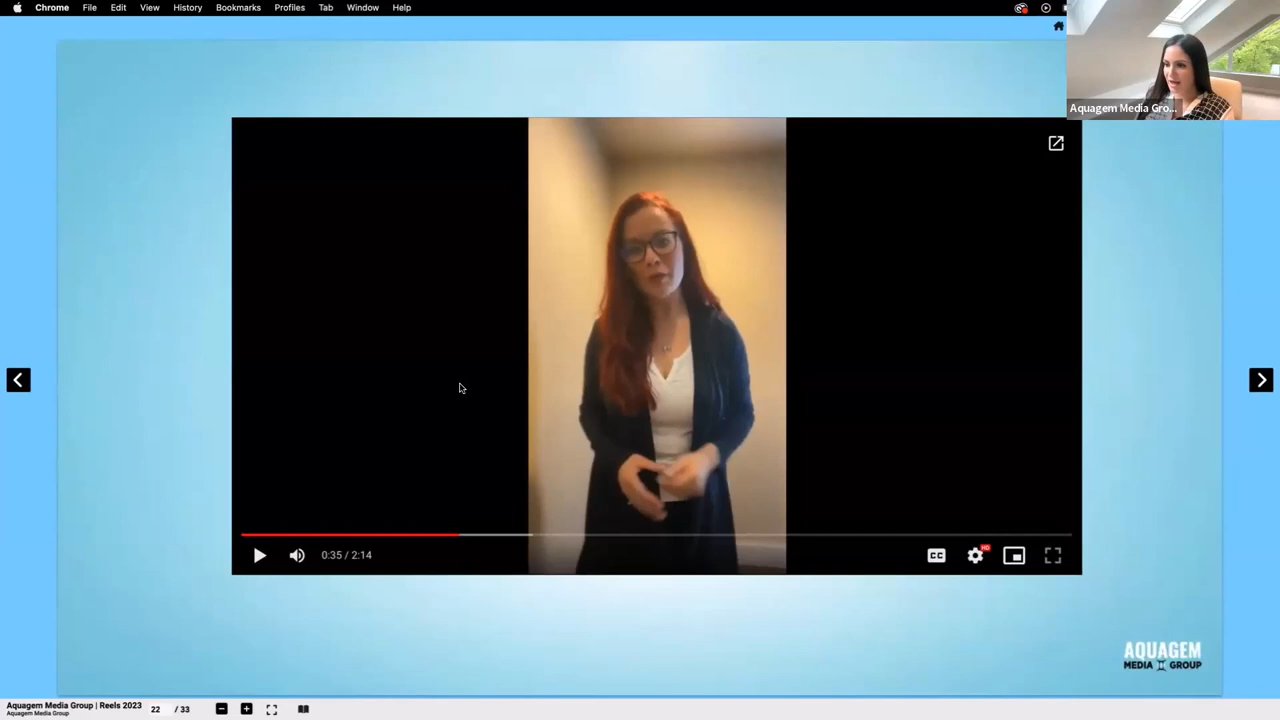 Chrome File Edit View History Bookmarks Profiles Tab Window Help
Aquagem Media Gro...
0:35 / 2:14
CC
HD
AQUAGEM
MEDIA GROUP
Aquagem Media Group | Reels 2023
Aquagem Media Group
22 / 33